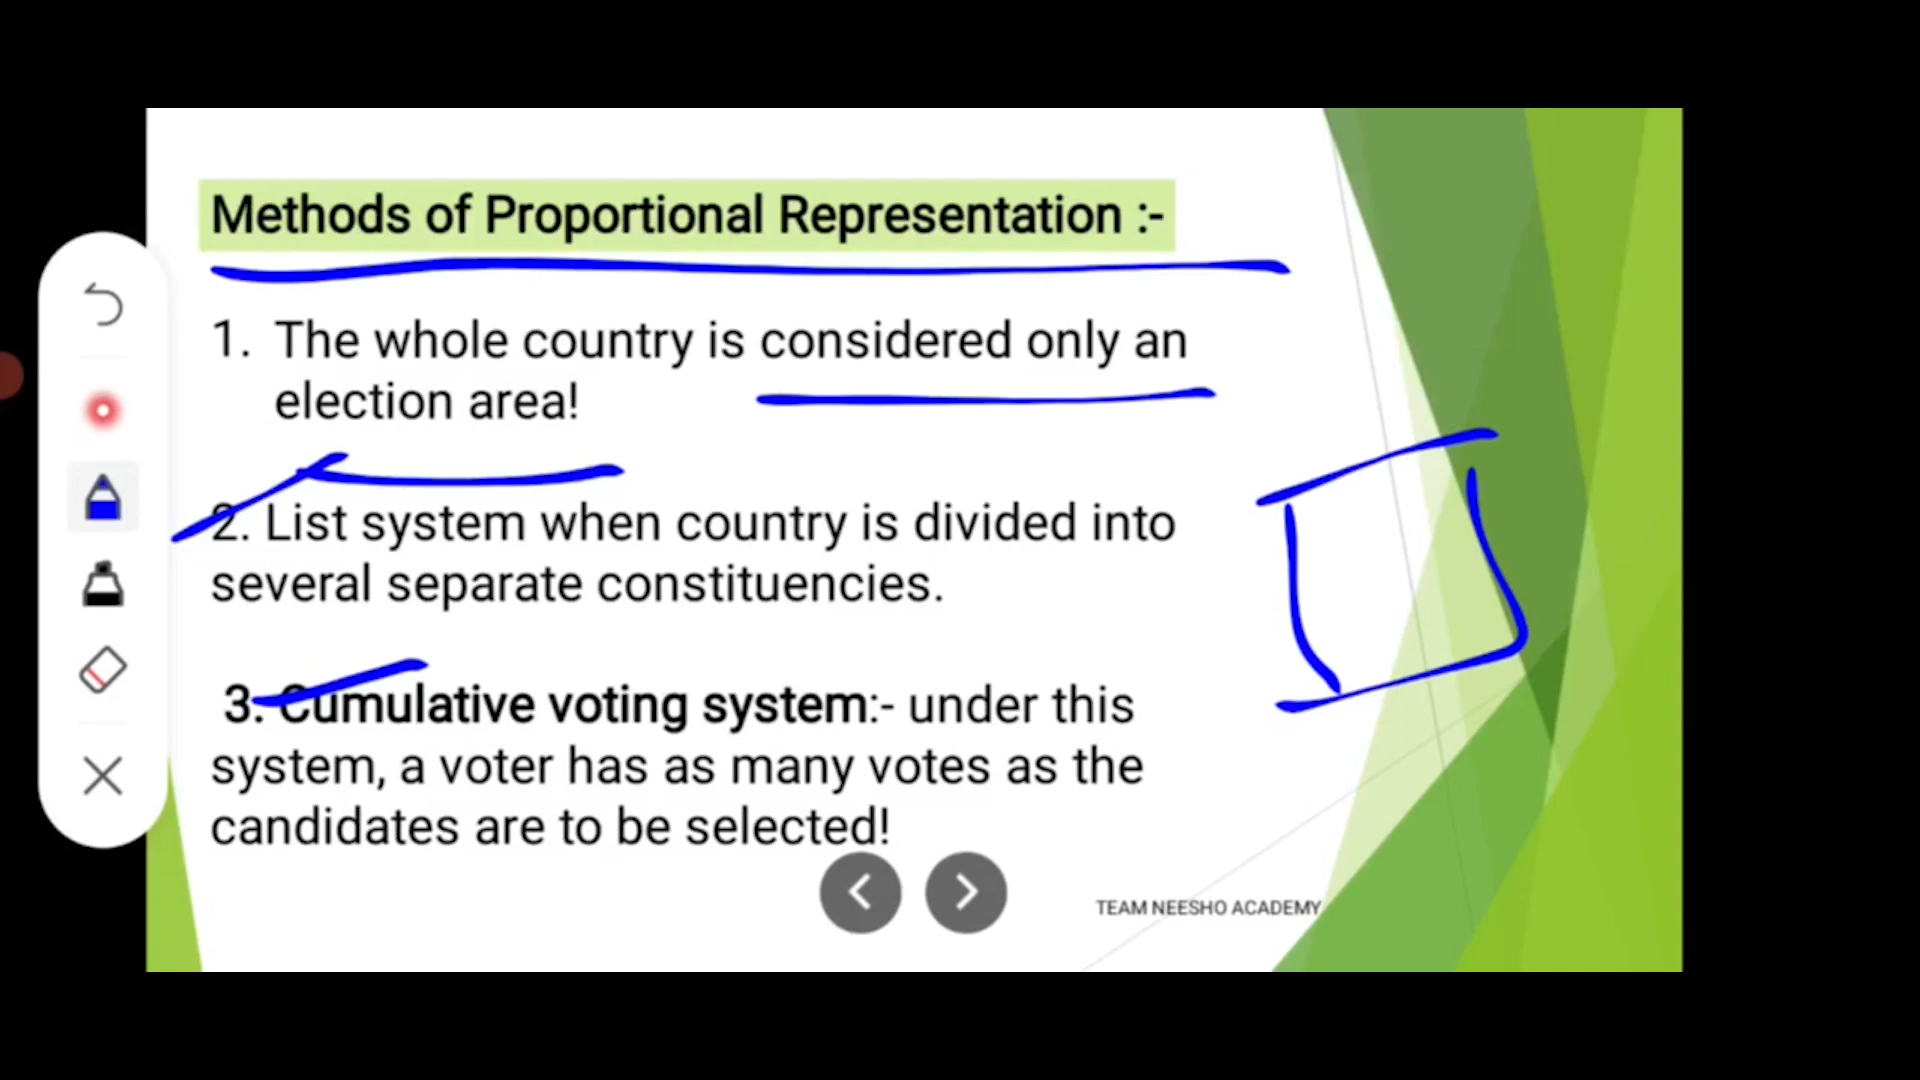 Methods of Proportional Representation :-
1. The whole country is considered only an
election area!
2. List system when country is divided into
several separate constituencies.
3. Cumulative voting system:- under this
system, a voter has as many votes as the
candidates are to be selected!
TEAM NEESHO ACADEMY